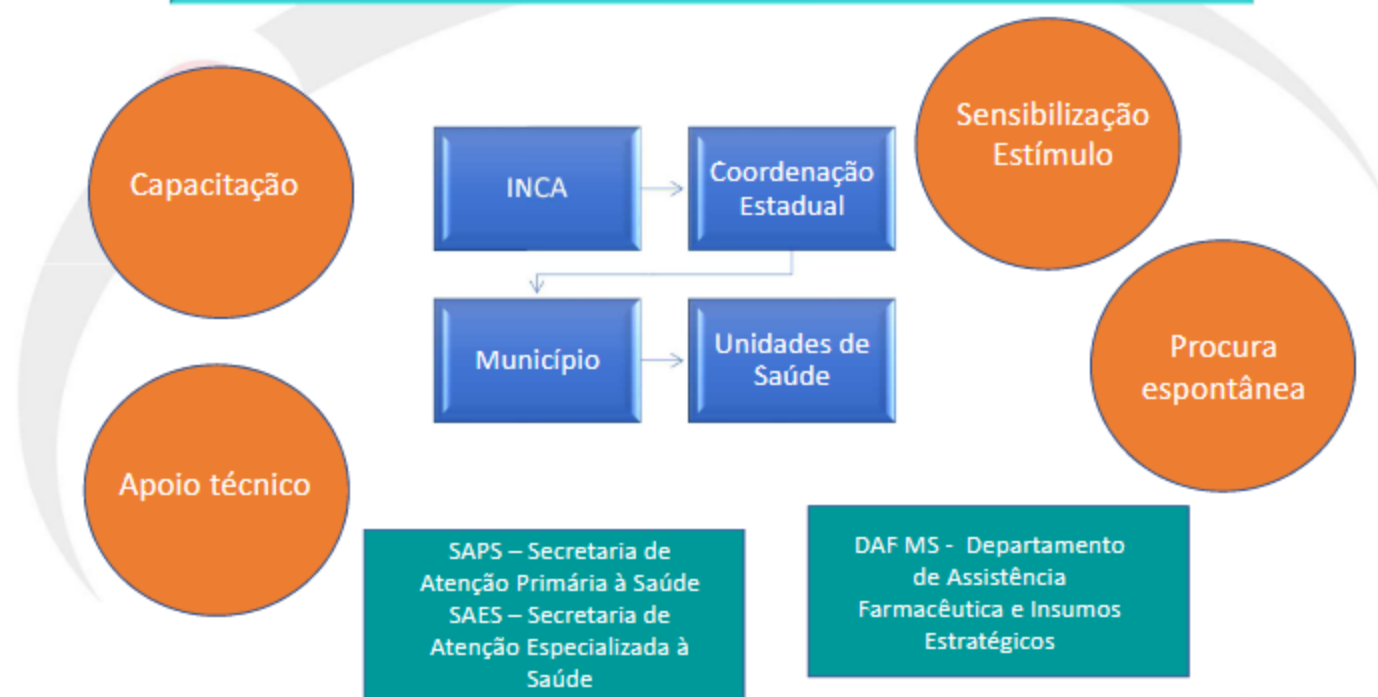 Capacitação
INCA
Coordenação
Estadual
Sensibilização
Estímulo
Município
Unidades de
Saúde
Procura
espontânea
Apoio técnico
SAPS – Secretaria de
Atenção Primária à Saúde
SAES – Secretaria de
Atenção Especializada à
Saúde
DAF MS - Departamento
de Assistência
Farmacêutica e Insumos
Estratégicos